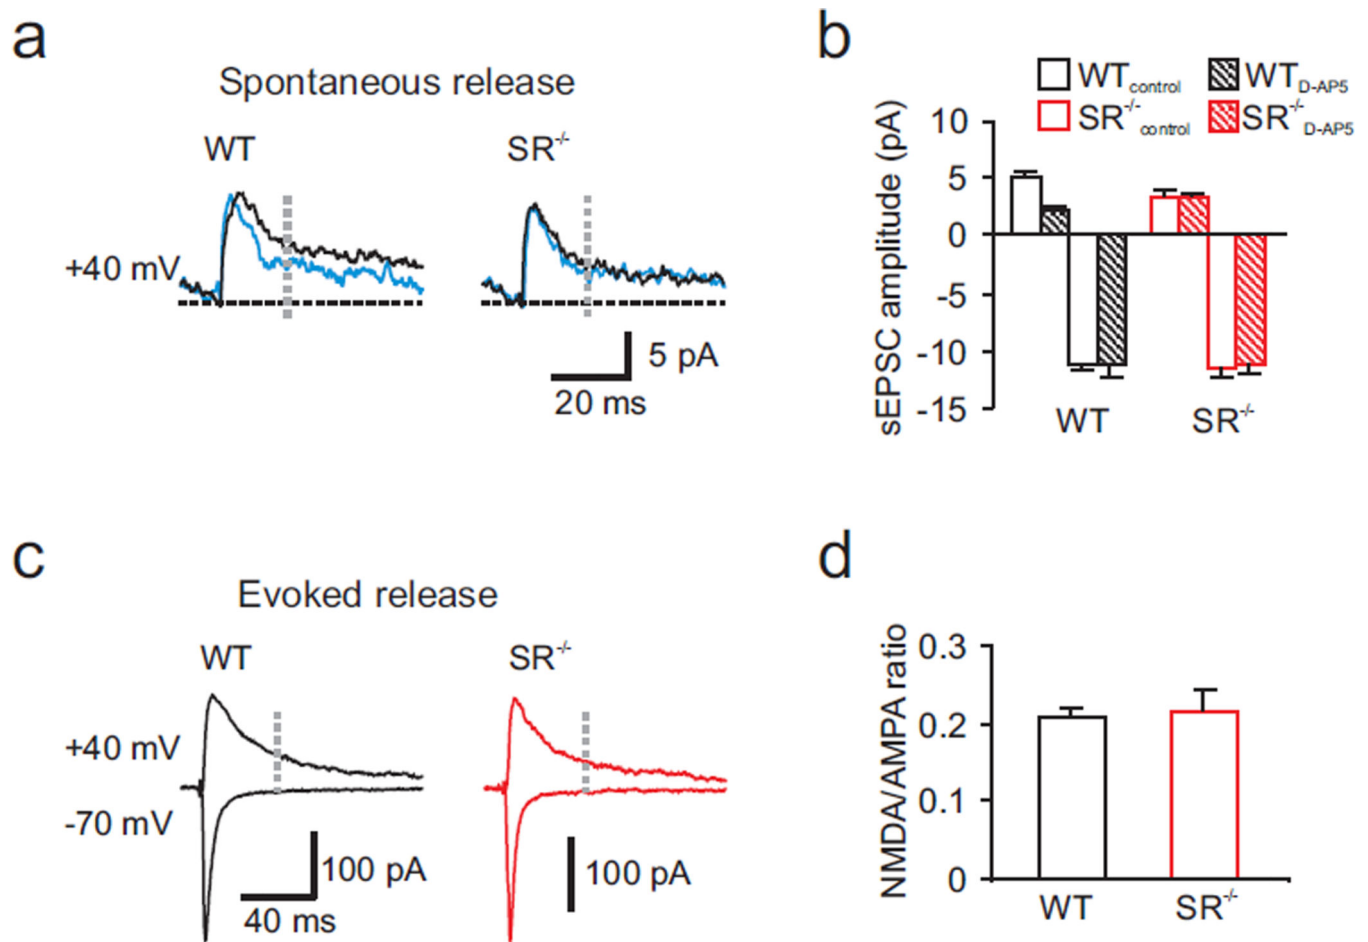 a
Spontaneous release
WT
SR-/-
+40 mV
5 pA
20 ms
b
WTcontrol
WTD-AP5
SR-/-control
SR-/-D-AP5
sEPSC amplitude (pA)
10
5
0
-5
-10
-15
WT
SR-/-
c
Evoked release
WT
SR-/-
+40 mV
-70 mV
100 pA
40 ms
100 pA
d
NMDA/AMPA ratio
0.3
0.2
0.1
0
WT
SR-/-